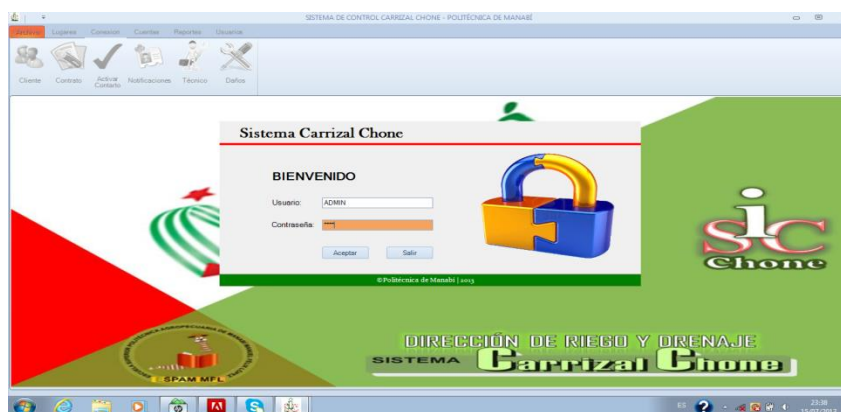 SISTEMA DE CONTROL CARRIZAL CHONE - POLITÉCNICA DE MANABÍ
Archivo Lugares Conexión Cuentas Reportes Usuarios
Cliente Contrato Activar Contarto Notificaciones Técnico Daños
Sistema Carrizal Chone
BIENVENIDO
Usuario: ADMIN
Contraseña:
Aceptar Salir
©Politécnica de Manabí | 2013
sic
Chone
DIRECCIÓN DE RIEGO Y DRENAJE
SISTEMA Carrizal Chone
ESPAM MFL
ES 23:38